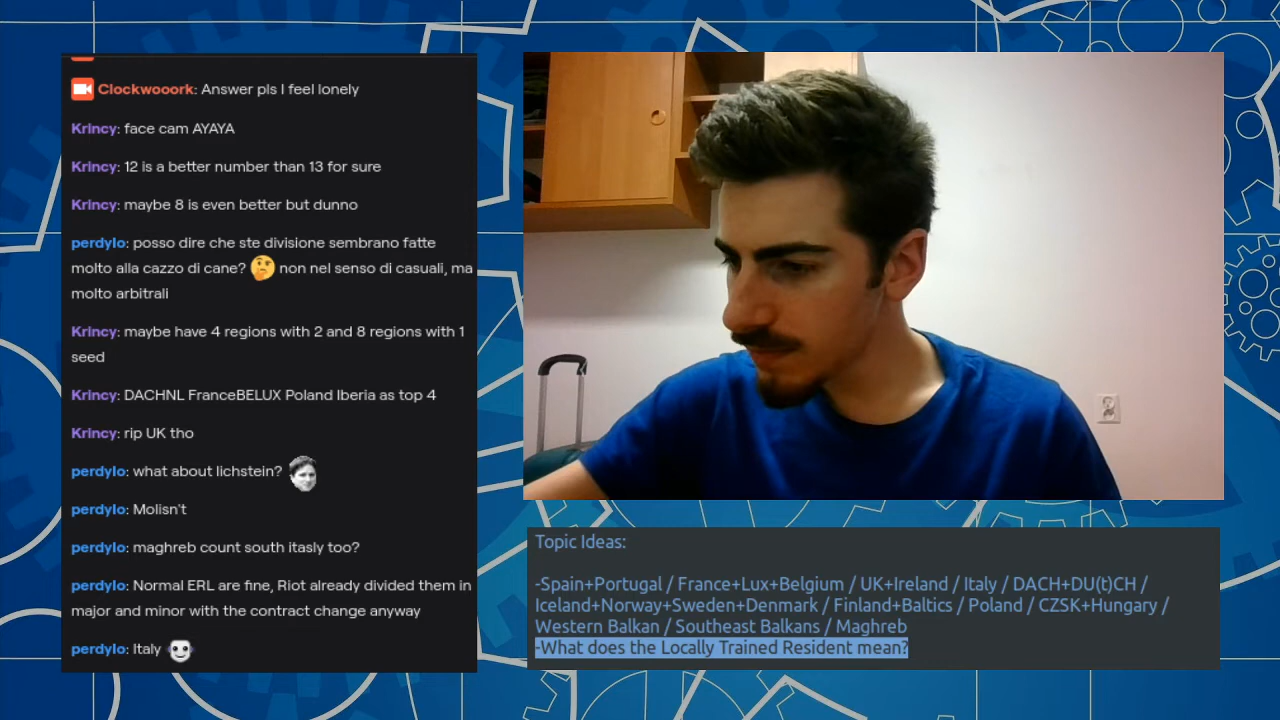 Clockwooork: Answer pls I feel lonely
Krincy: face cam AYAYA
Krincy: 12 is a better number than 13 for sure
Krincy: maybe 8 is even better but dunno
perdylo: posso dire che ste divisione sembrano fatte
molto alla cazzo di cane? 🤔 non nel senso di casuali, ma
molto arbitrali
Krincy: maybe have 4 regions with 2 and 8 regions with 1
seed
Krincy: DACHNL FranceBELUX Poland Iberia as top 4
Krincy: rip UK tho
perdylo: what about lichstein?
perdylo: Molisn't
perdylo: maghreb count south itasly too?
perdylo: Normal ERL are fine, Riot already divided them in
major and minor with the contract change anyway
perdylo: Italy
Topic Ideas:
-Spain+Portugal / France+Lux+Belgium / UK+Ireland / Italy / DACH+DU(t)CH /
Iceland+Norway+Sweden+Denmark / Finland+Baltics / Poland / CZSK+Hungary /
Western Balkan / Southeast Balkans / Maghreb
-What does the Locally Trained Resident mean?